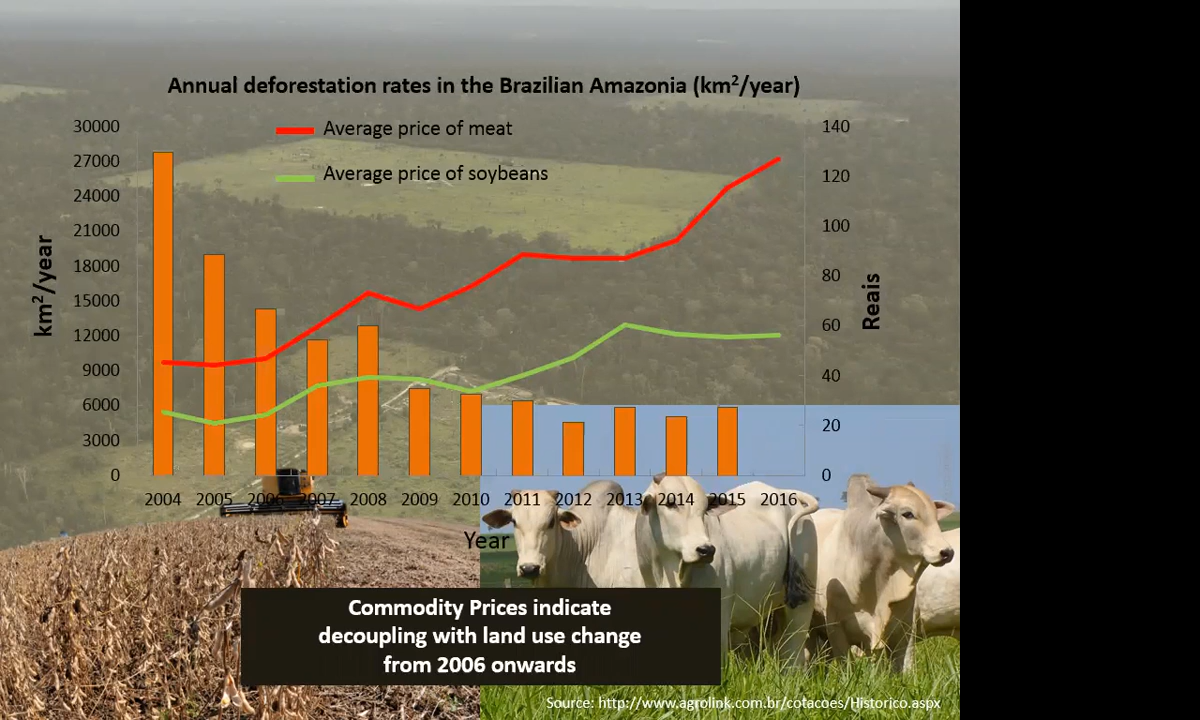 Annual deforestation rates in the Brazilian Amazonia (km²/year)
Average price of meat
Average price of soybeans
30000
27000
24000
21000
18000
15000
12000
9000
6000
3000
0
km²/year
140
120
100
80
60
40
20
0
Reais
2004 2005 2006 2007 2008 2009 2010 2011 2012 2013 2014 2015 2016
Year
Commodity Prices indicate
decoupling with land use change
from 2006 onwards
Source: http://www.agrolink.com.br/cotacoes/Historico.aspx